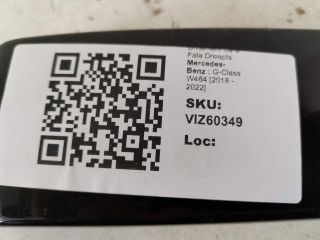 Fata Dreapta
Mercedes-
Benz : G-Class
W464 [2018 -
2022]
SKU:
VIZ60349
Loc: